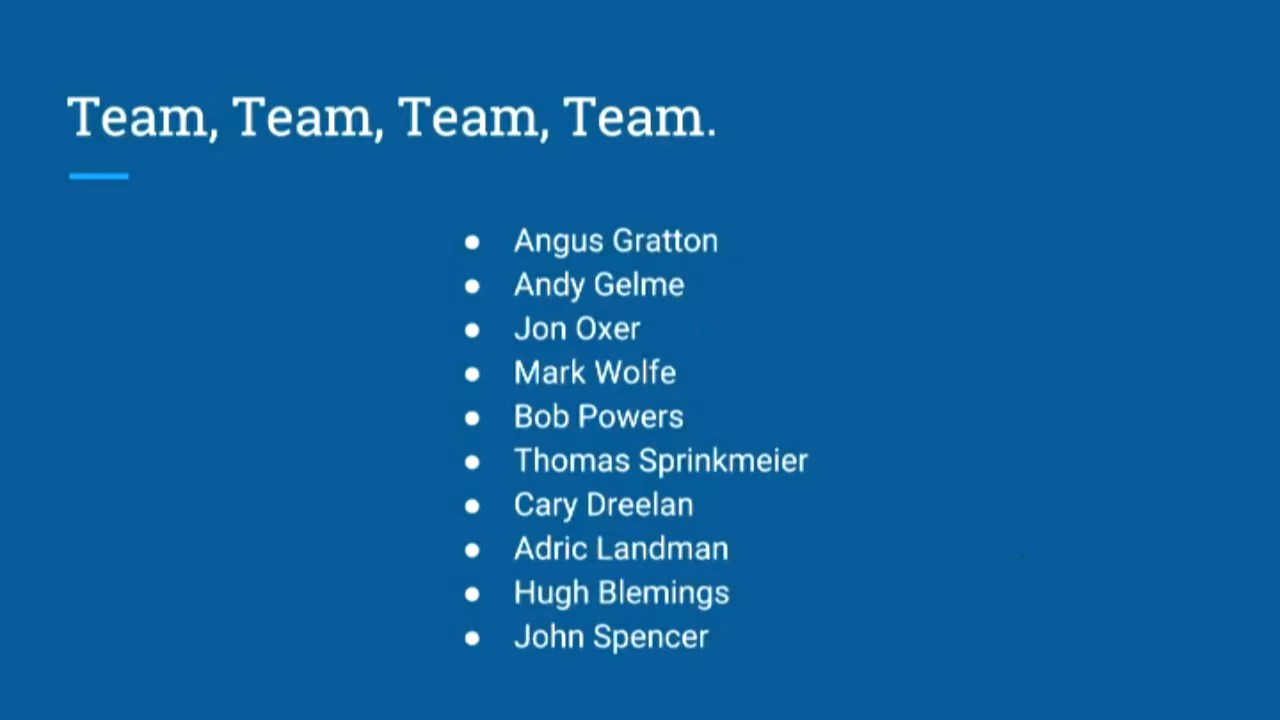 Team, Team, Team, Team.
● Angus Gratton
● Andy Gelme
● Jon Oxer
● Mark Wolfe
● Bob Powers
● Thomas Sprinkmeier
● Cary Dreelan
● Adric Landman
● Hugh Blemings
● John Spencer